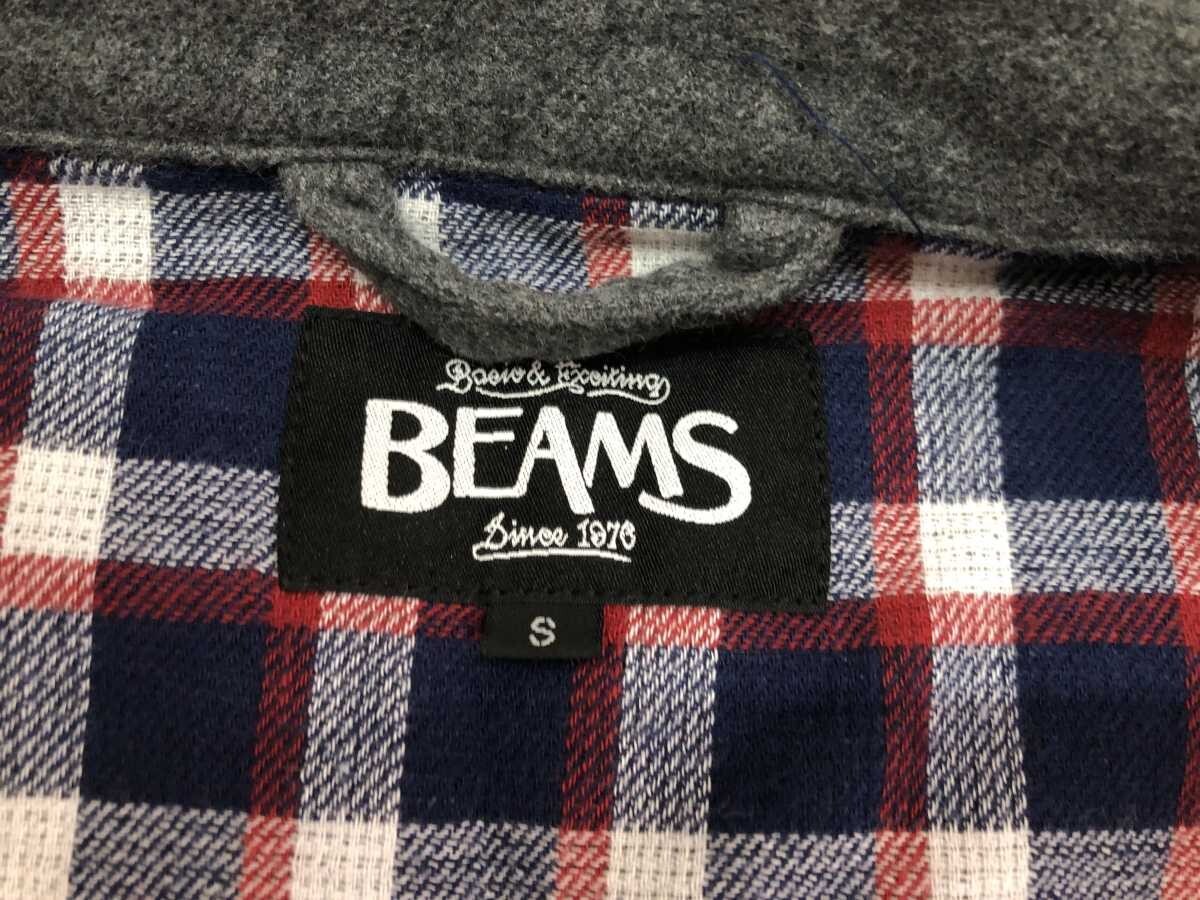 Basic & Exciting
BEAMS
Since 1976
S